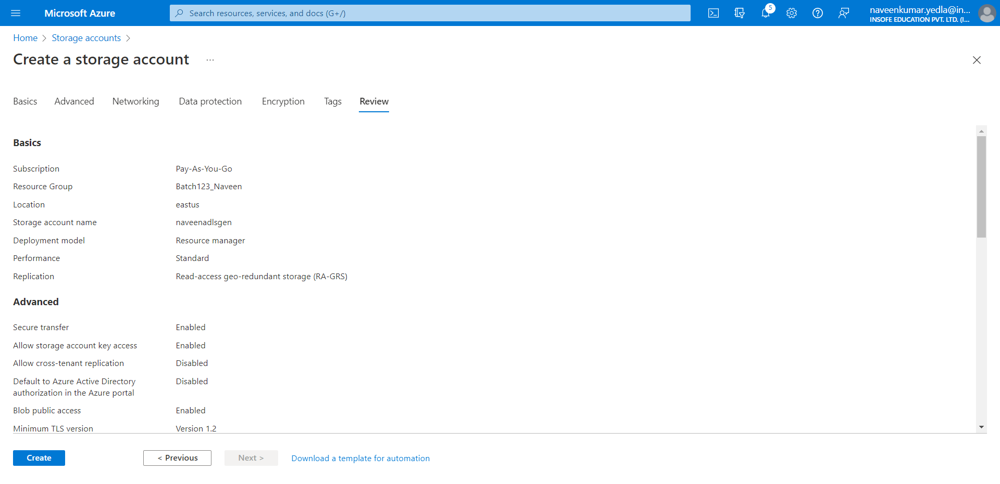 Microsoft Azure
Search resources, services, and docs (G+/)
5
naveenkumar.yedla@in...
INSOFE EDUCATION PVT. LTD. (I...
Home > Storage accounts >
Create a storage account ...
Basics Advanced Networking Data protection Encryption Tags Review
Basics
Subscription Pay-As-You-Go
Resource Group Batch123_Naveen
Location eastus
Storage account name naveenadlsgen
Deployment model Resource manager
Performance Standard
Replication Read-access geo-redundant storage (RA-GRS)
Advanced
Secure transfer Enabled
Allow storage account key access Enabled
Allow cross-tenant replication Disabled
Default to Azure Active Directory Disabled
authorization in the Azure portal
Blob public access Enabled
Minimum TLS version Version 1.2
Create < Previous Next > Download a template for automation